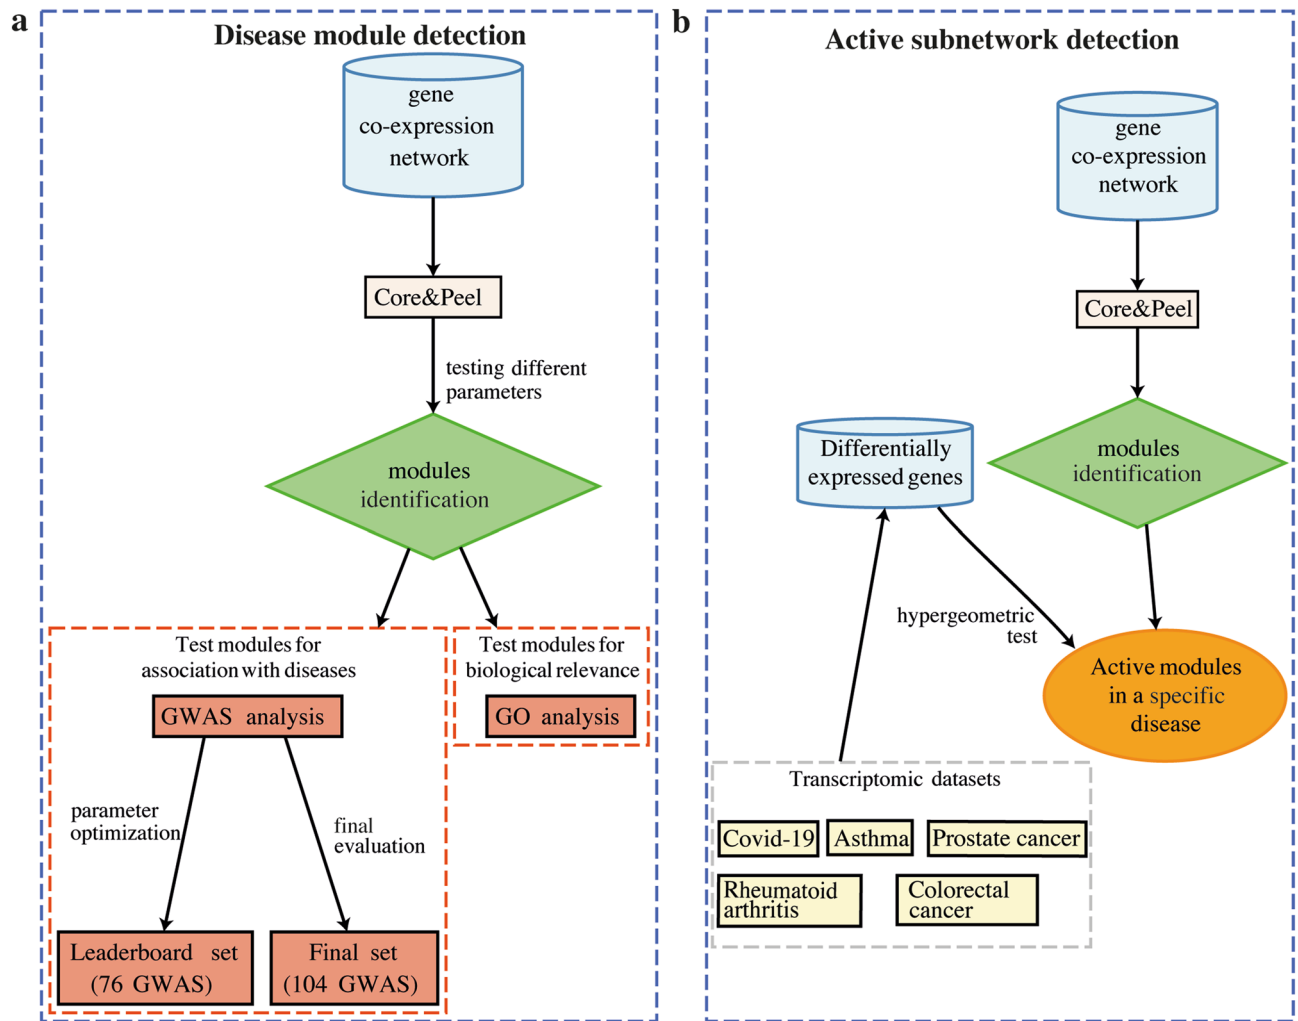 a
Disease module detection
gene
co-expression
network
Core&Peel
testing different
parameters
modules
identification
Test modules for
association with diseases
GWAS analysis
Test modules for
biological relevance
GO analysis
parameter
optimization
final
evaluation
Leaderboard set
(76 GWAS)
Final set
(104 GWAS)
b
Active subnetwork detection
gene
co-expression
network
Core&Peel
modules
identification
Differentially
expressed genes
hypergeometric
test
Active modules
in a specific
disease
Transcriptomic datasets
Covid-19
Asthma
Prostate cancer
Rheumatoid
arthritis
Colorectal
cancer